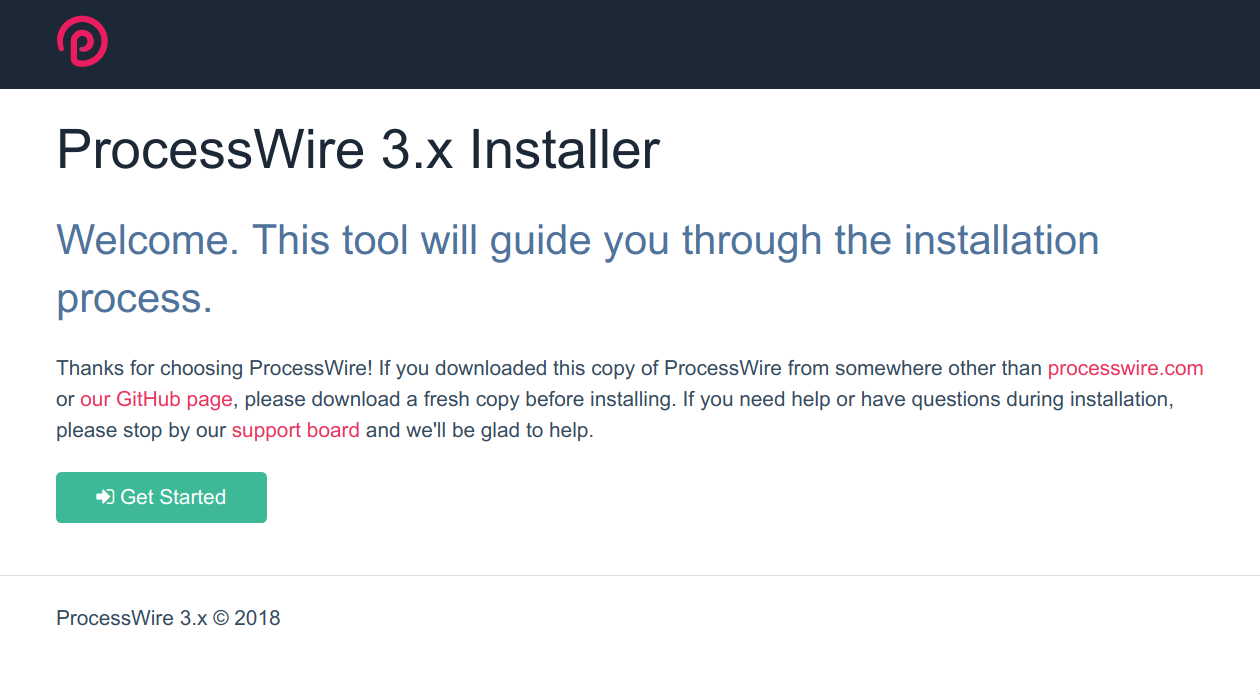 ProcessWire 3.x Installer
Welcome. This tool will guide you through the installation
process.
Thanks for choosing ProcessWire! If you downloaded this copy of ProcessWire from somewhere other than processwire.com
or our GitHub page, please download a fresh copy before installing. If you need help or have questions during installation,
please stop by our support board and we'll be glad to help.
Get Started
ProcessWire 3.x © 2018